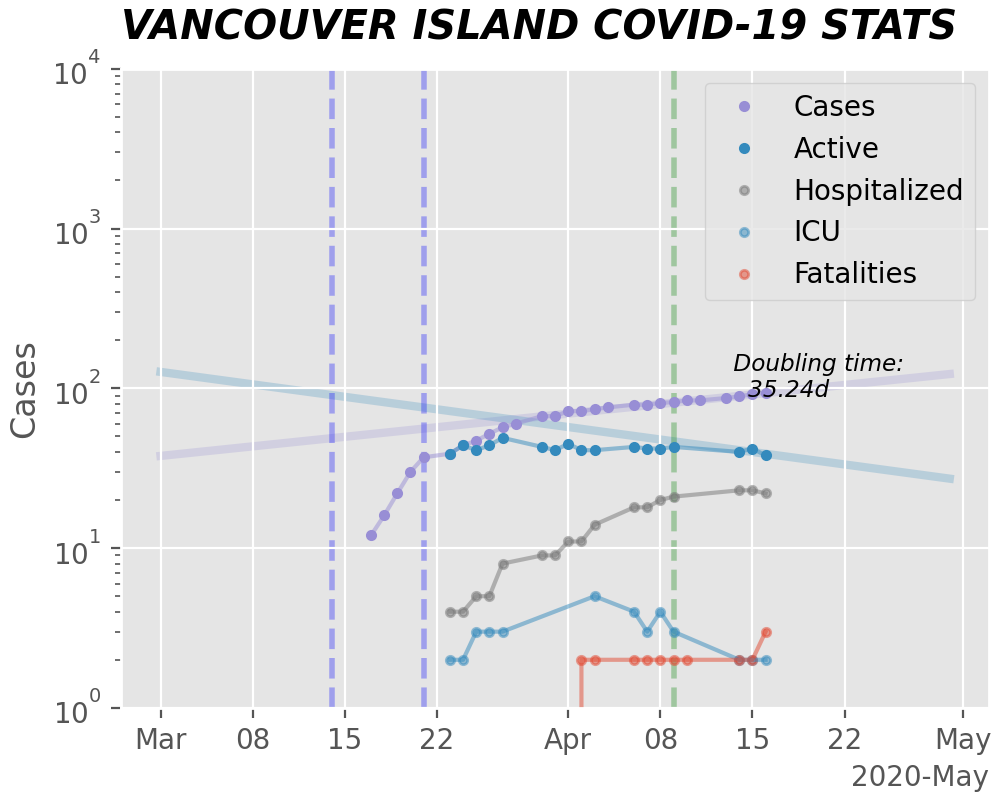 VANCOUVER ISLAND COVID-19 STATS
10^4
10^3
10^2
10^1
10^0
Cases
Cases
Active
Hospitalized
ICU
Fatalities
Doubling time:
35.24d
Mar 08 15 22 Apr 08 15 22 May
2020-May